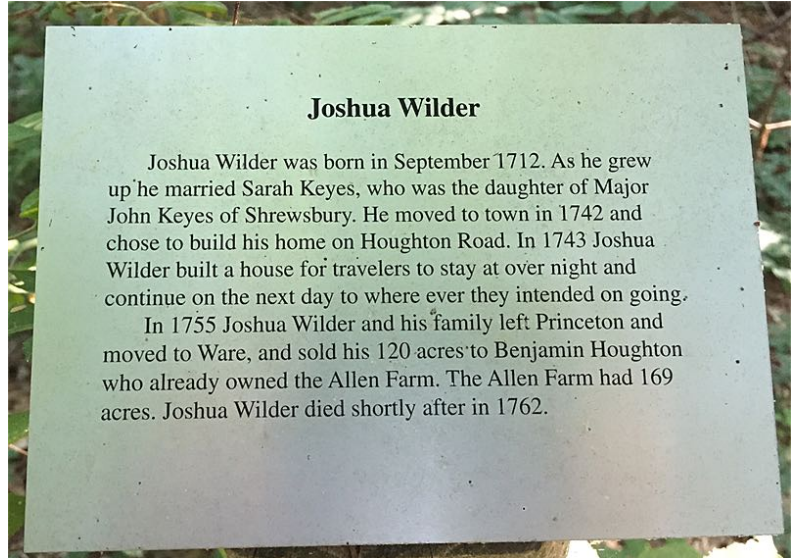 Joshua Wilder
Joshua Wilder was born in September 1712. As he grew
up he married Sarah Keyes, who was the daughter of Major
John Keyes of Shrewsbury. He moved to town in 1742 and
chose to build his home on Houghton Road. In 1743 Joshua
Wilder built a house for travelers to stay at over night and
continue on the next day to where ever they intended on going.
In 1755 Joshua Wilder and his family left Princeton and
moved to Ware, and sold his 120 acres to Benjamin Houghton
who already owned the Allen Farm. The Allen Farm had 169
acres. Joshua Wilder died shortly after in 1762.